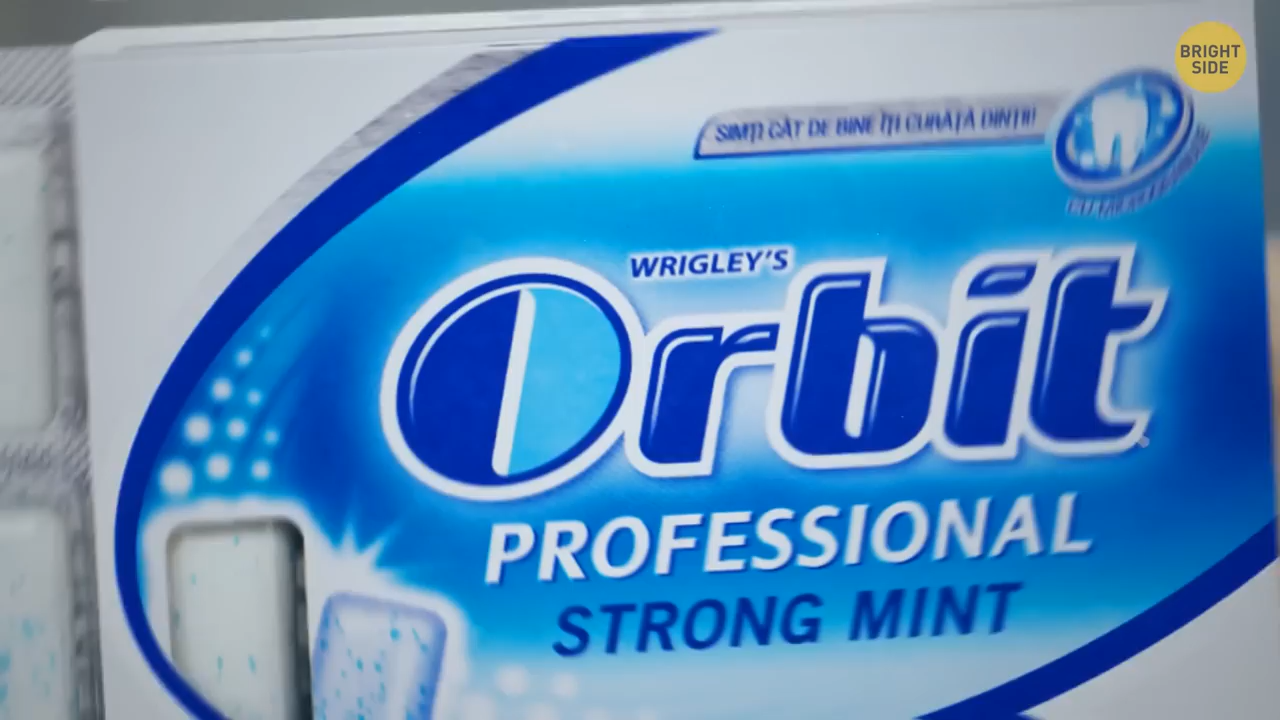 BRIGHT
SIDE
SIMȚI CÂT DE BINE ÎȚI CURĂȚĂ DINȚII!
WRIGLEY'S
Orbit
PROFESSIONAL
STRONG MINT